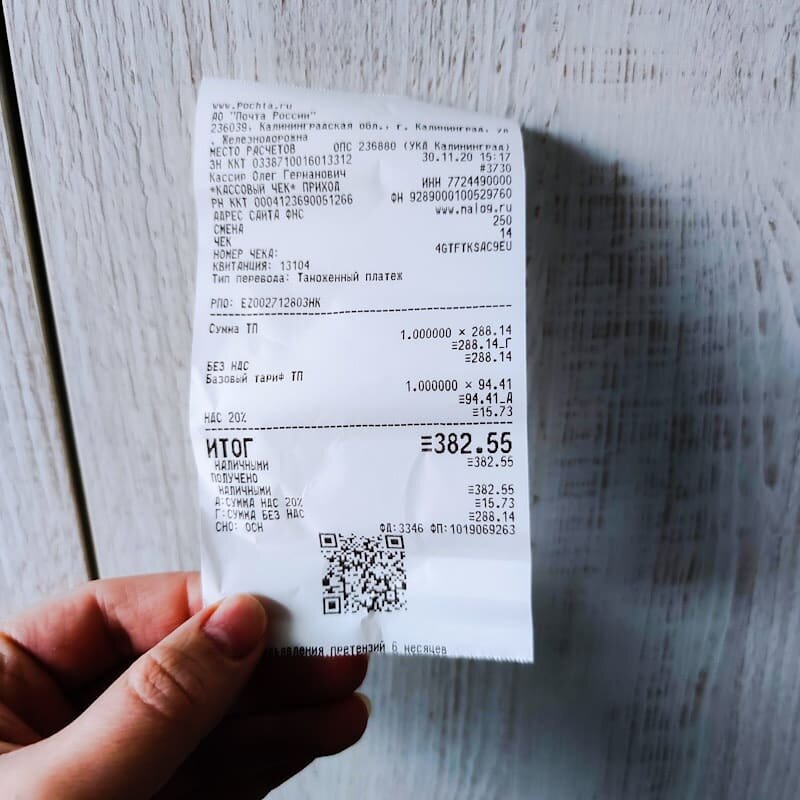 www.Pochta.ru
АО "Почта России"
236039, Калининградская обл., г. Калининград, ул
. Железнодорожна
МЕСТО РАСЧЕТОВ ОПС 236880 (УКД Калининград)
ЗН ККТ 0338710016013312 30.11.20 15:17
Кассир Олег Германович #3730
*КАССОВЫЙ ЧЕК* ПРИХОД ИНН 7724490000
РН ККТ 0004123690051266 ФН 9289000100529760
АДРЕС САЙТА ФНС www.nalog.ru
СМЕНА 250
ЧЕК 14
НОМЕР ЧЕКА: 4GTFTKSAC9EU
КВИТАНЦИЯ: 13104
Тип перевода: Таможенный платеж
РПО: EZ002712603HK
Сумма ТП
1.000000 × 288.14
≡288.14_Г
БЕЗ НДС ≡288.14
Базовый тариф ТП
1.000000 × 94.41
≡94.41_А
НДС 20% ≡15.73
ИТОГ ≡382.55
НАЛИЧНЫМИ ≡382.55
ПОЛУЧЕНО
НАЛИЧНЫМИ ≡382.55
А:СУММА НДС 20% ≡15.73
Г:СУММА БЕЗ НДС ≡288.14
СНО: ОСН ФД:3346 ФП:1019069263
претензий 6 месяцев